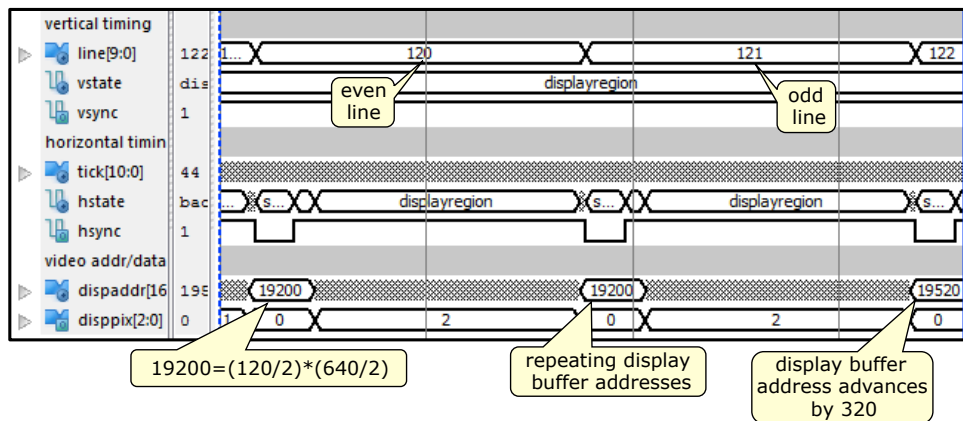 vertical timing
line[9:0] 122 1... 120 121 122
vstate dis displayregion
vsync 1
even
line
odd
line
horizontal timin
tick[10:0] 44
hstate bac ... s... displayregion s... displayregion s...
hsync 1
video addr/data
dispaddr[16 195 19200 19200 19520
disppix[2:0] 0 1 0 2 0 2 0
19200=(120/2)*(640/2)
repeating display
buffer addresses
display buffer
address advances
by 320